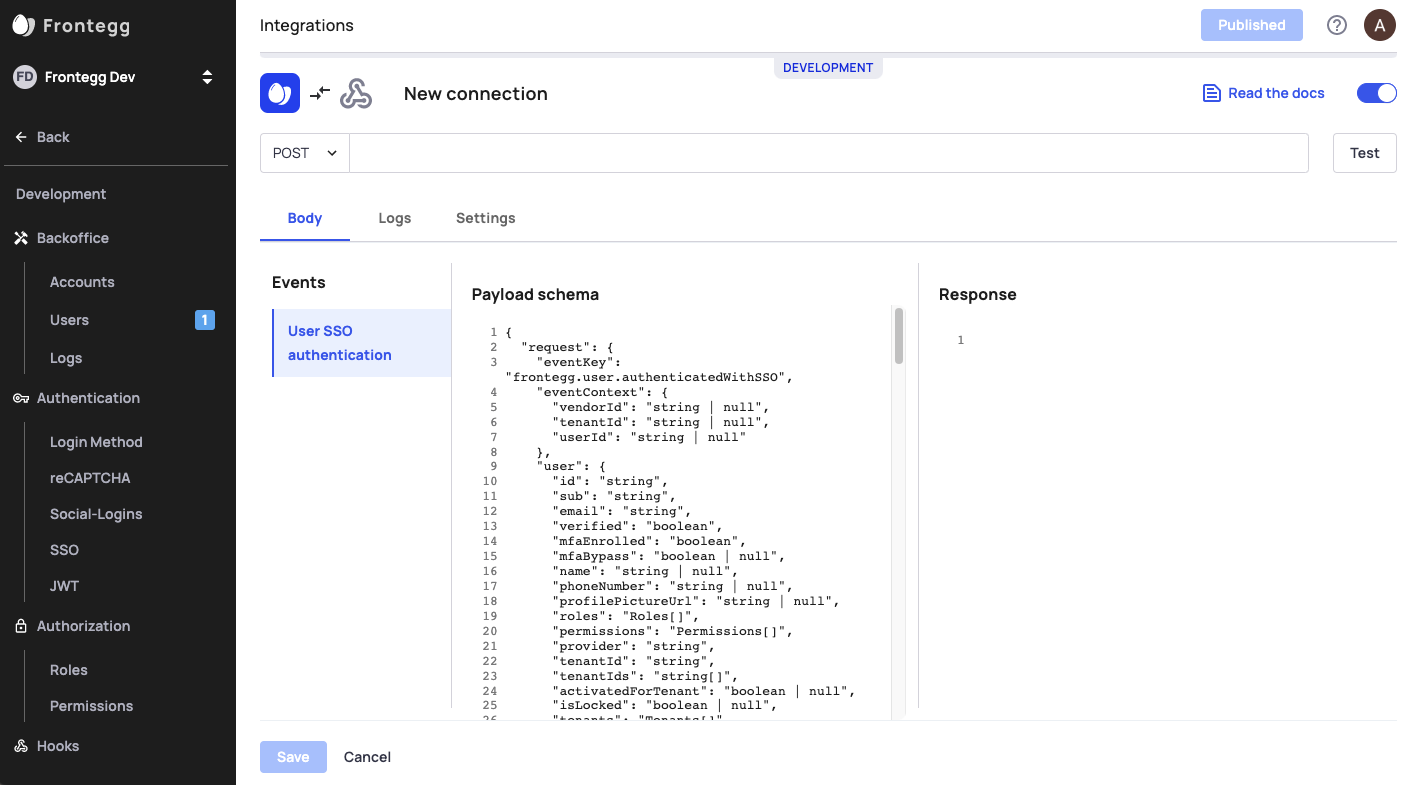 Frontegg
FD Frontegg Dev
Back
Development
Backoffice
Accounts
Users 1
Logs
Authentication
Login Method
reCAPTCHA
Social-Logins
SSO
JWT
Authorization
Roles
Permissions
Hooks
Integrations
Published
? A
DEVELOPMENT
New connection
Read the docs
POST
Test
Body Logs Settings
Events
User SSO
authentication
Payload schema
1 {
2 "request": {
3 "eventKey":
"frontegg.user.authenticatedWithSSO",
4 "eventContext": {
5 "vendorId": "string | null",
6 "tenantId": "string | null",
7 "userId": "string | null"
8 },
9 "user": {
10 "id": "string",
11 "sub": "string",
12 "email": "string",
13 "verified": "boolean",
14 "mfaEnrolled": "boolean",
15 "mfaBypass": "boolean | null",
16 "name": "string | null",
17 "phoneNumber": "string | null",
18 "profilePictureUrl": "string | null",
19 "roles": "Roles[]",
20 "permissions": "Permissions[]",
21 "provider": "string",
22 "tenantId": "string",
23 "tenantIds": "string[]",
24 "activatedForTenant": "boolean | null",
25 "isLocked": "boolean | null",
26 "tenants": "Tenants[]"
Response
1
Save
Cancel